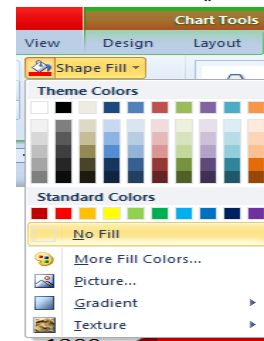 Chart Tools
View Design Layout
Shape Fill
Theme Colors
Standard Colors
No Fill
More Fill Colors...
Picture...
Gradient
Texture